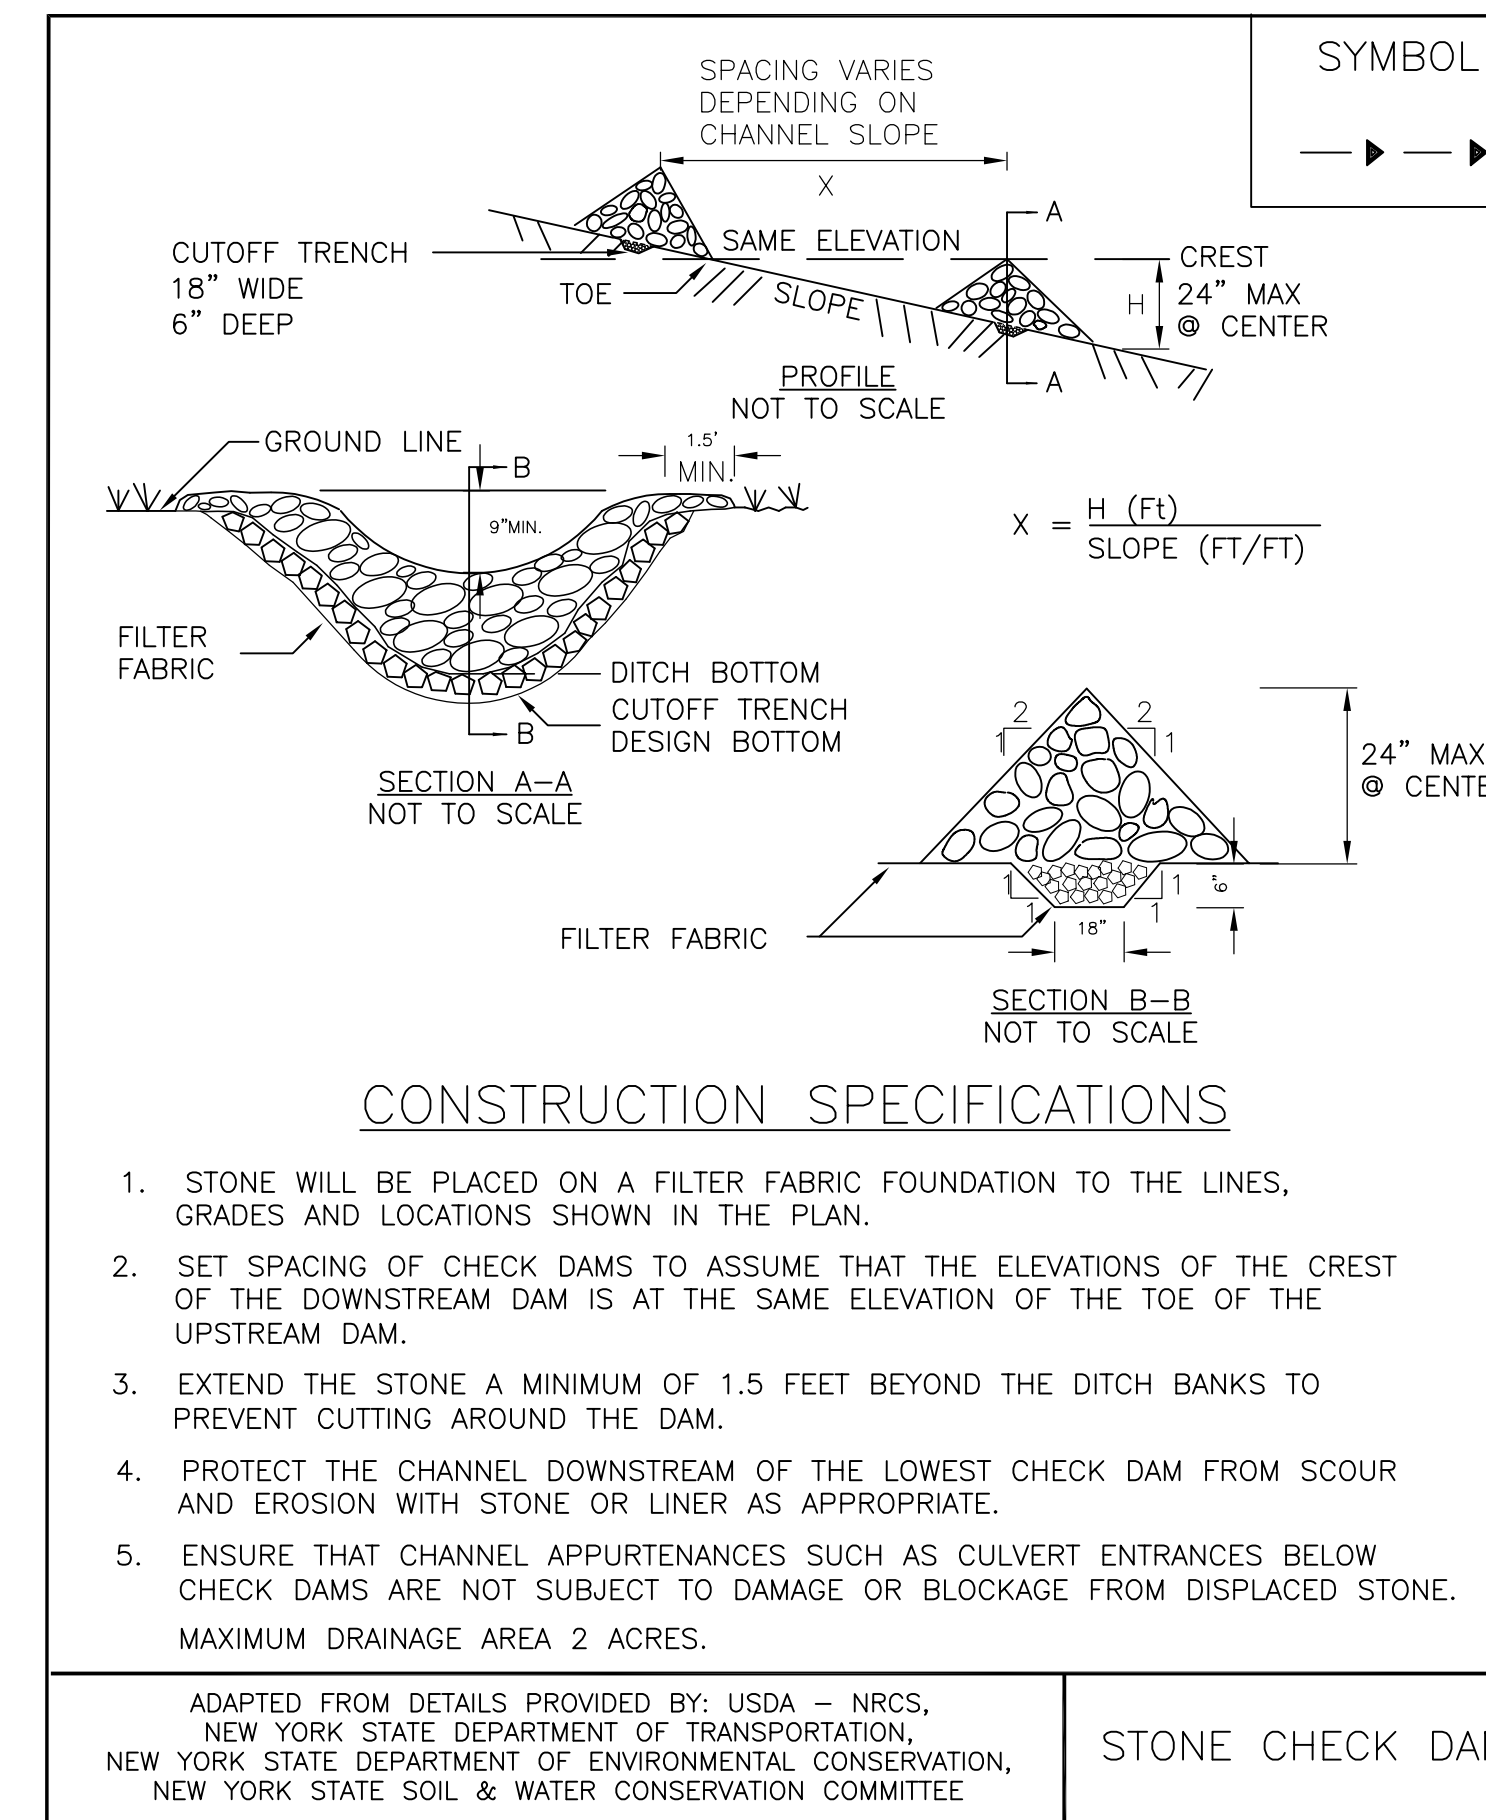 SYMBOL
SPACING VARIES
DEPENDING ON
CHANNEL SLOPE
X
A
CUTOFF TRENCH
18” WIDE
6” DEEP
SAME ELEVATION
TOE
SLOPE
H
CREST
24” MAX
@ CENTER
A
PROFILE
NOT TO SCALE
GROUND LINE
B
1.5'
MIN.
9”MIN.
X = H (Ft)
SLOPE (FT/FT)
FILTER
FABRIC
DITCH BOTTOM
CUTOFF TRENCH
DESIGN BOTTOM
B
SECTION A–A
NOT TO SCALE
2
1
2
1
24” MAX
@ CENTE
1
1
1
1
6”
18”
FILTER FABRIC
SECTION B–B
NOT TO SCALE
CONSTRUCTION SPECIFICATIONS
1. STONE WILL BE PLACED ON A FILTER FABRIC FOUNDATION TO THE LINES,
GRADES AND LOCATIONS SHOWN IN THE PLAN.
2. SET SPACING OF CHECK DAMS TO ASSUME THAT THE ELEVATIONS OF THE CREST
OF THE DOWNSTREAM DAM IS AT THE SAME ELEVATION OF THE TOE OF THE
UPSTREAM DAM.
3. EXTEND THE STONE A MINIMUM OF 1.5 FEET BEYOND THE DITCH BANKS TO
PREVENT CUTTING AROUND THE DAM.
4. PROTECT THE CHANNEL DOWNSTREAM OF THE LOWEST CHECK DAM FROM SCOUR
AND EROSION WITH STONE OR LINER AS APPROPRIATE.
5. ENSURE THAT CHANNEL APPURTENANCES SUCH AS CULVERT ENTRANCES BELOW
CHECK DAMS ARE NOT SUBJECT TO DAMAGE OR BLOCKAGE FROM DISPLACED STONE.
MAXIMUM DRAINAGE AREA 2 ACRES.
ADAPTED FROM DETAILS PROVIDED BY: USDA – NRCS,
NEW YORK STATE DEPARTMENT OF TRANSPORTATION,
NEW YORK STATE DEPARTMENT OF ENVIRONMENTAL CONSERVATION,
NEW YORK STATE SOIL & WATER CONSERVATION COMMITTEE
STONE CHECK DA